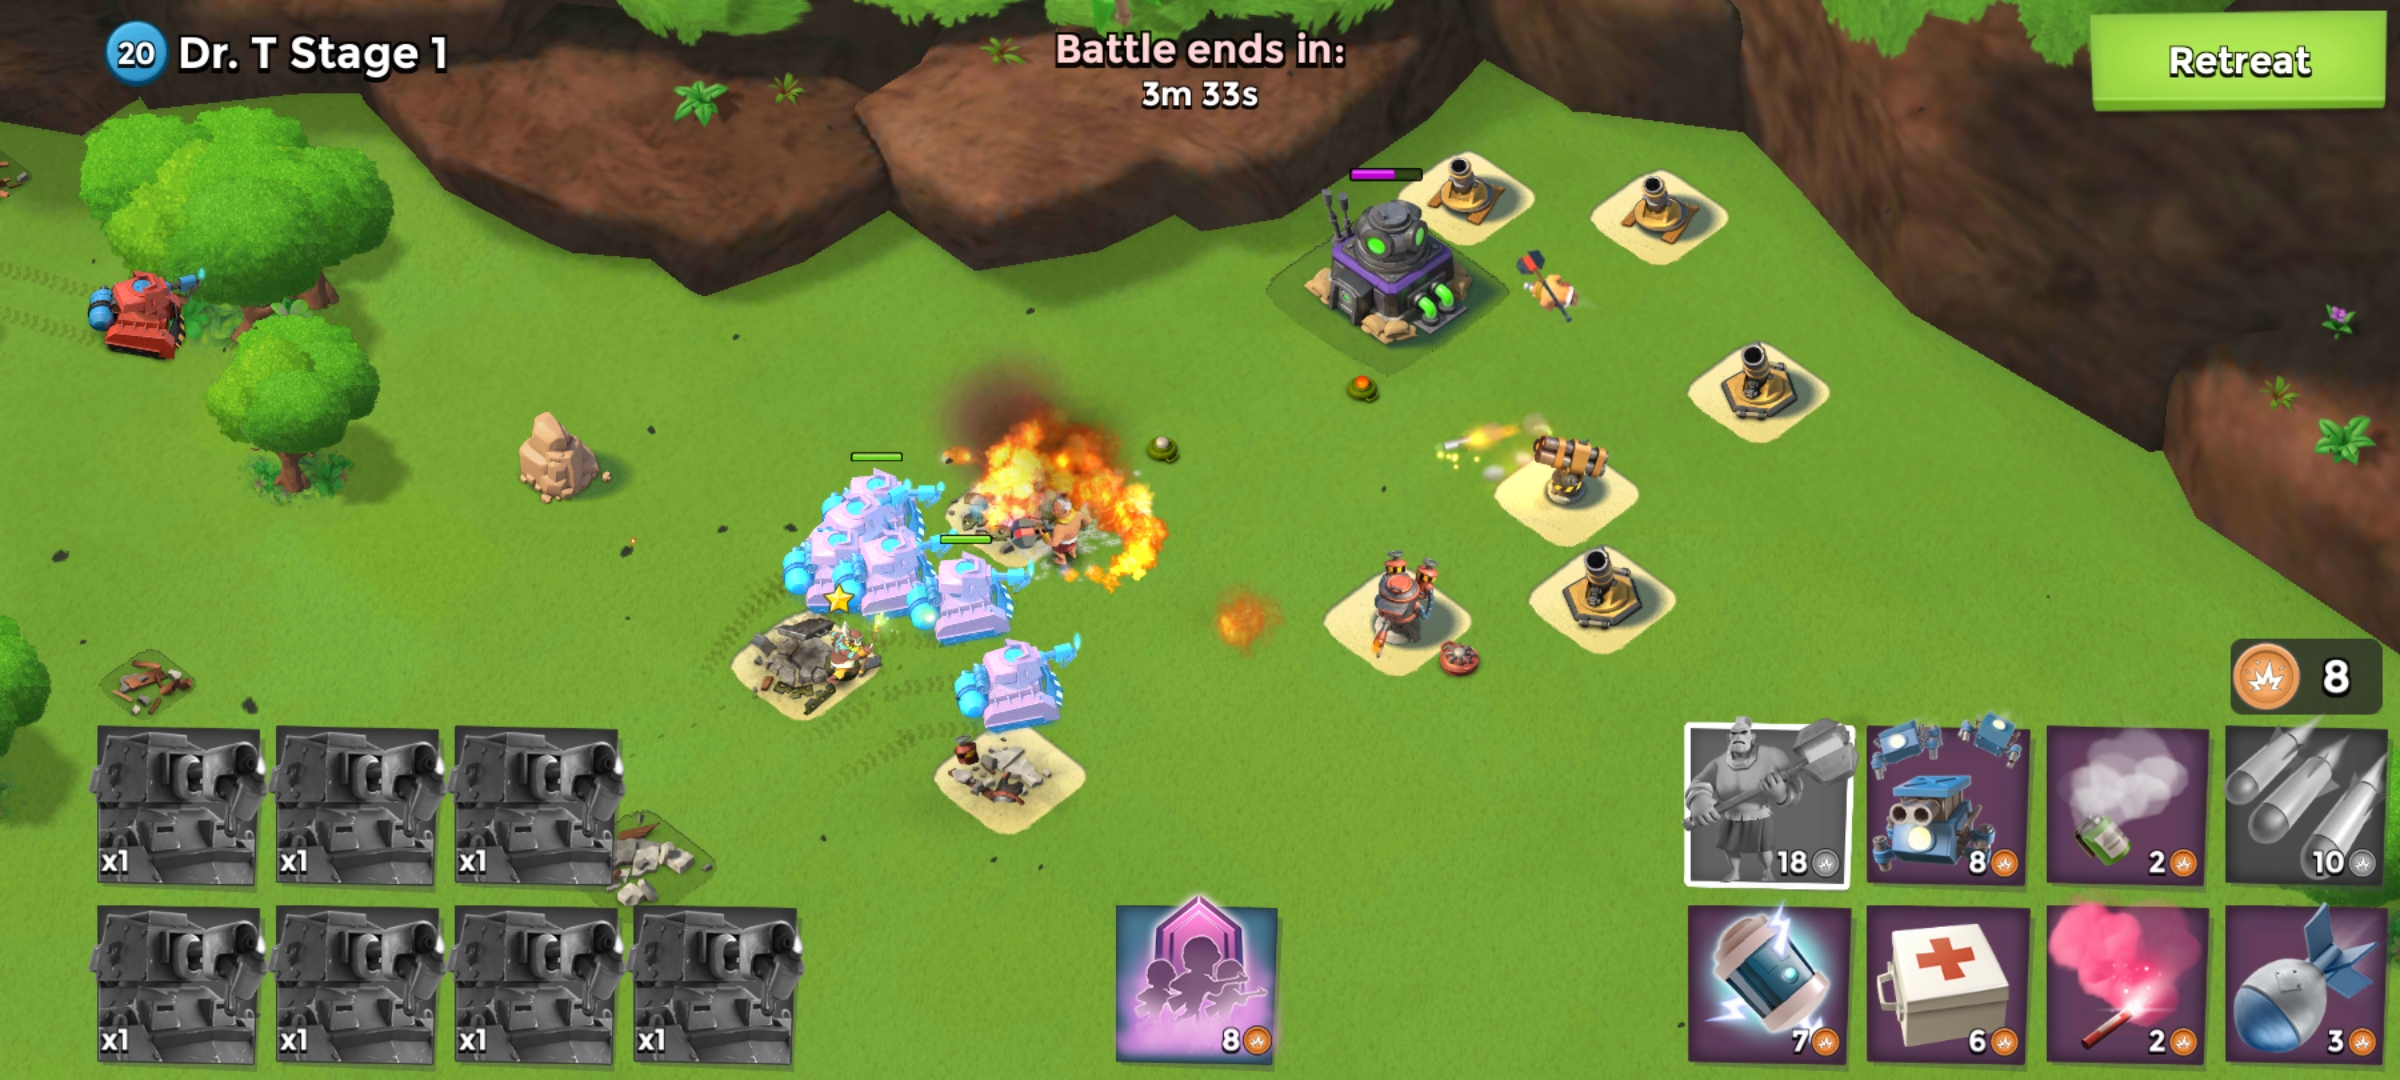 20 Dr. T Stage 1
Battle ends in:
3m 33s
Retreat
8
x1 x1 x1
18 8 2 10
x1 x1 x1 x1
8
7 6 2 3